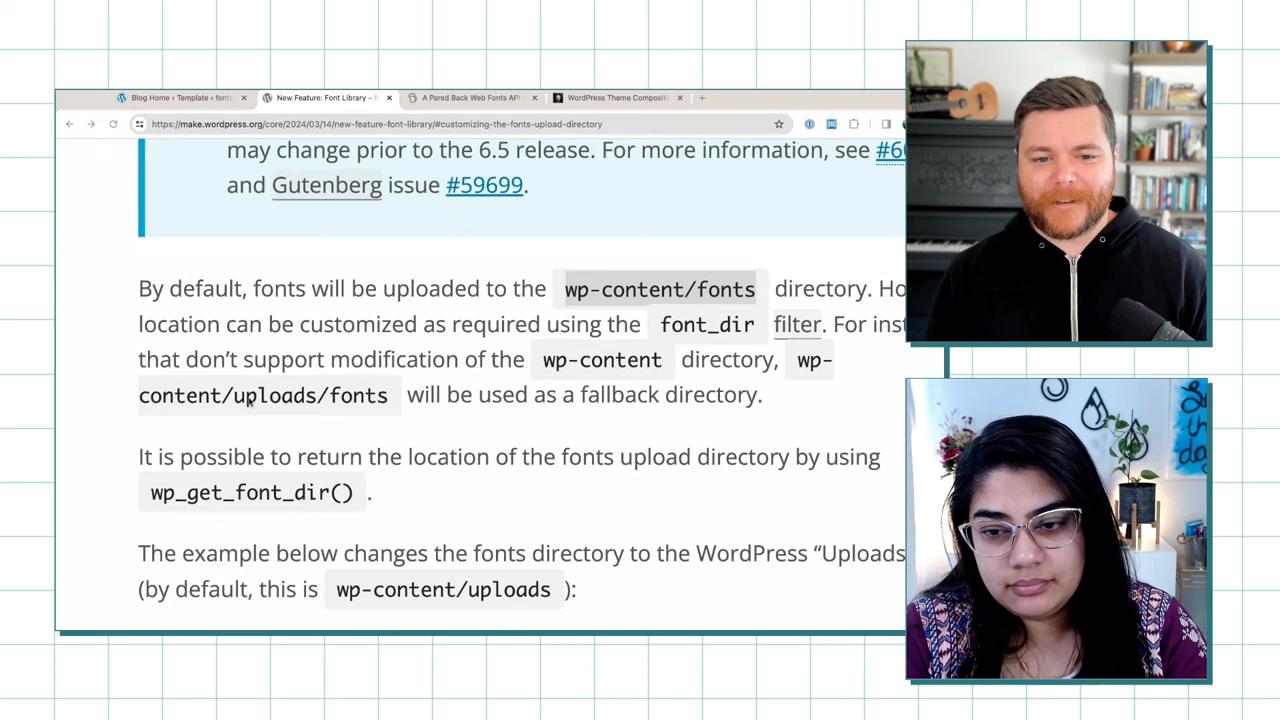 Blog Home ‹ Template ‹ fonts
New Feature: Font Library –
A Pared Back Web Fonts API
WordPress Theme Composit
https://make.wordpress.org/core/2024/03/14/new-feature-font-library/#customizing-the-fonts-upload-directory
may change prior to the 6.5 release. For more information, see
and Gutenberg issue #59699.
By default, fonts will be uploaded to the wp-content/fonts directory.
location can be customized as required using the font_dir filter. For
that don’t support modification of the wp-content directory, wp-
content/uploads/fonts will be used as a fallback directory.
It is possible to return the location of the fonts upload directory by using
wp_get_font_dir() .
The example below changes the fonts directory to the WordPress “Uploads
(by default, this is wp-content/uploads ):